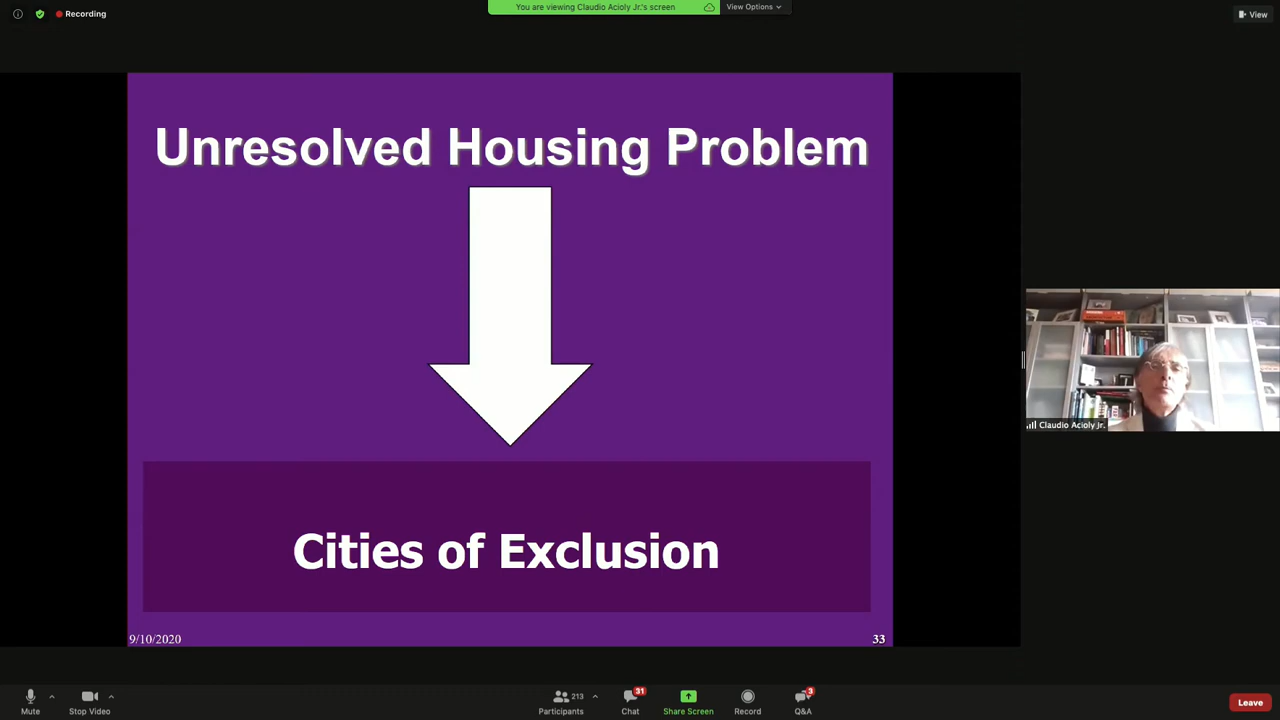 Recording
You are viewing Claudio Acioly Jr.'s screen
View Options
View
Unresolved Housing Problem
Cities of Exclusion
9/10/2020
33
Claudio Acioly jr.
Mute
Stop Video
213
Participants
31
Chat
Share Screen
Record
3
Q&A
Leave